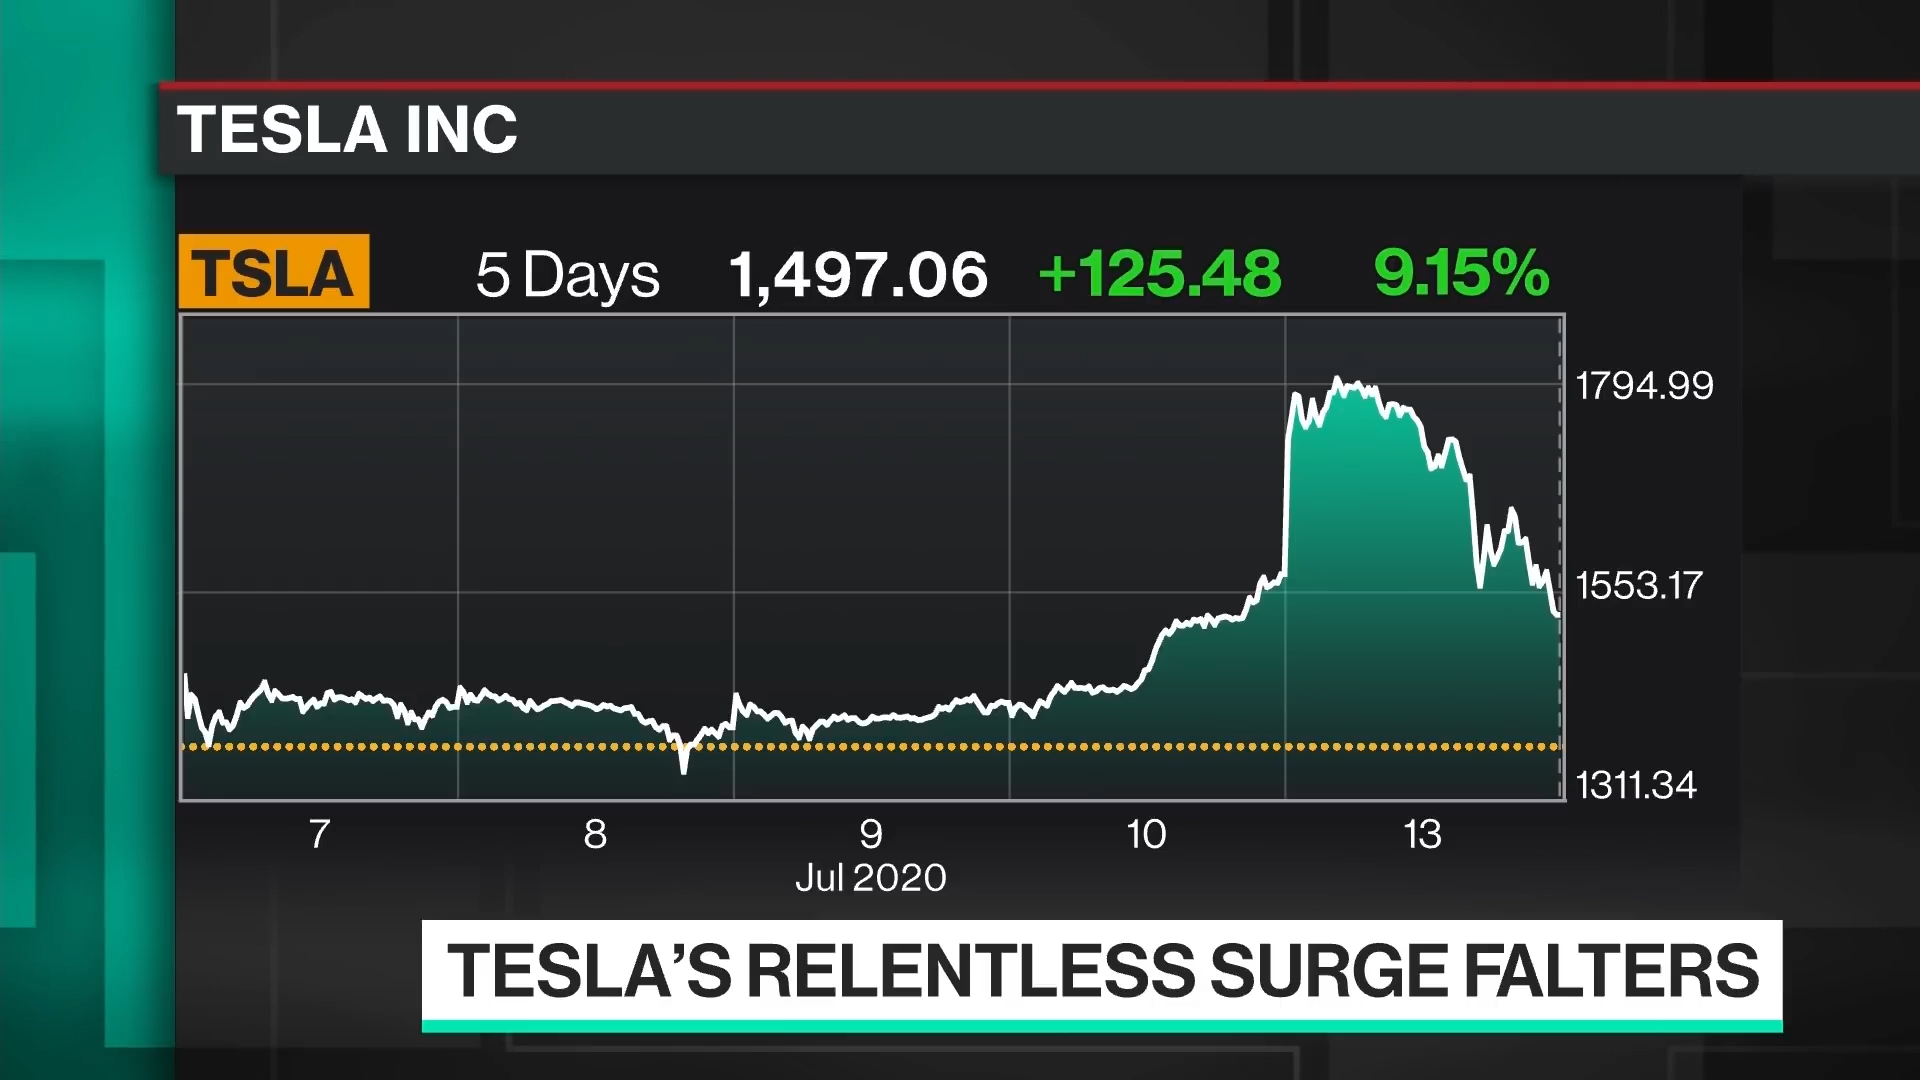 TESLA INC
TSLA 5 Days 1,497.06 +125.48 9.15%
1794.99
1553.17
1311.34
7 8 9 10 13
Jul 2020
TESLA'S RELENTLESS SURGE FALTERS